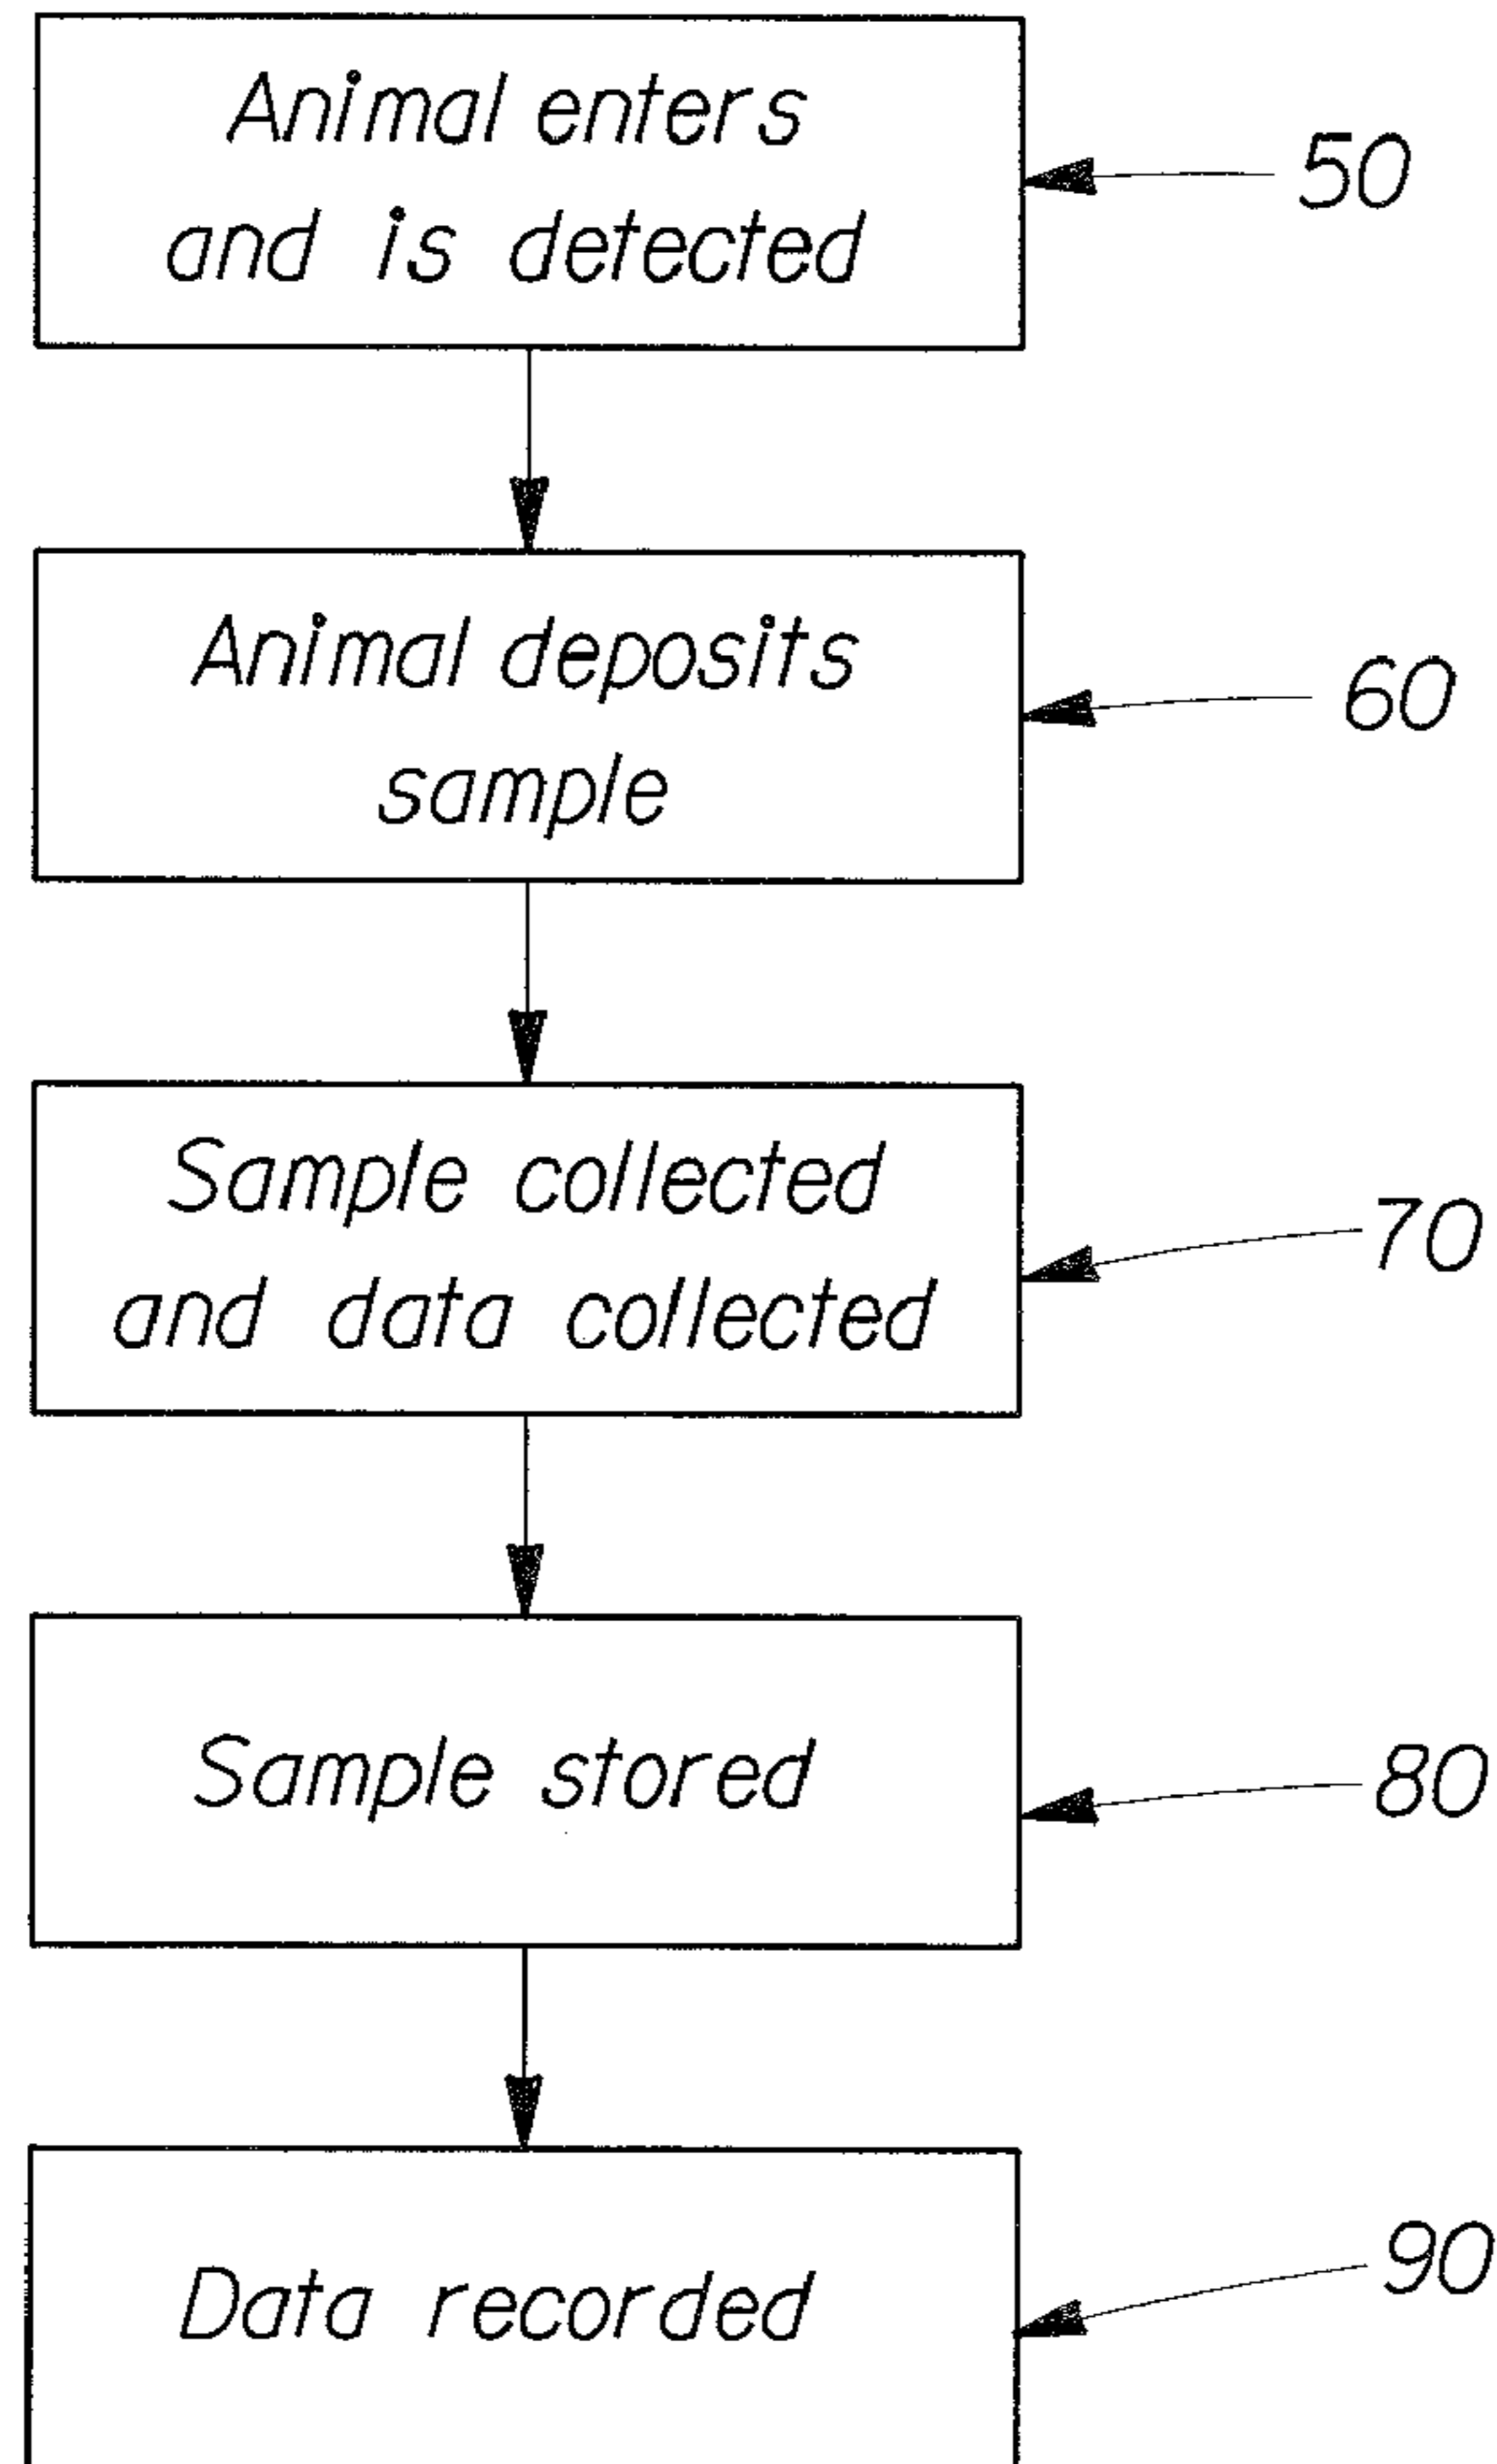 Animal enters
and is detected
50
Animal deposits
sample
60
Sample collected
and data collected
70
Sample stored
80
Data recorded
90